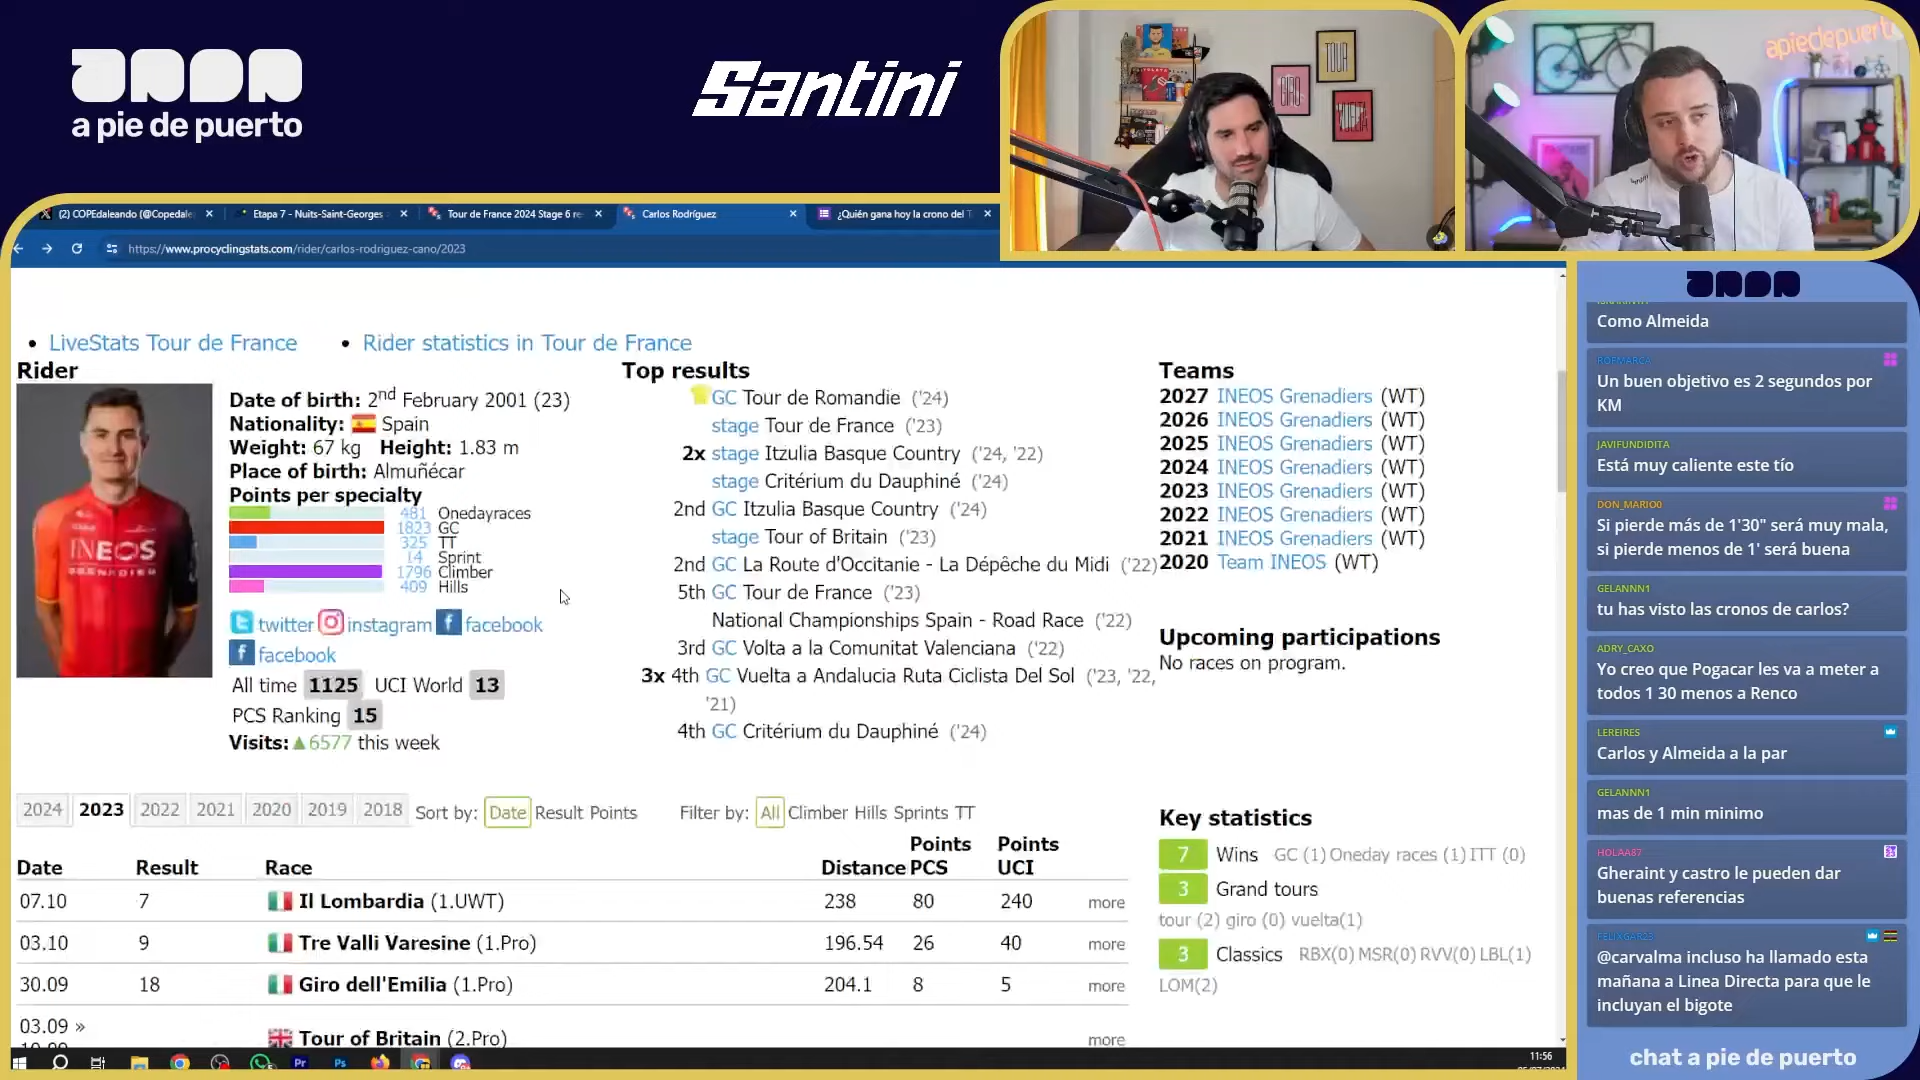 a pie de puerto
Santini
TOUR
GIRO
VUELTA
apiedepuerto
(2) COPEdaleando (@Copedale
Etapa 7 - Nuits-Saint-Georges
Tour de France 2024 Stage 6 re
Carlos Rodríguez
¿Quién gana hoy la crono del T
https://www.procyclingstats.com/rider/carlos-rodriguez-cano/2023
LiveStats Tour de France
Rider statistics in Tour de France
Rider
Date of birth: 2nd February 2001 (23)
Nationality: Spain
Weight: 67 kg Height: 1.83 m
Place of birth: Almuñécar
Points per specialty
481 Onedayraces
1823 GC
325 TT
14 Sprint
1796 Climber
409 Hills
twitter instagram facebook
facebook
All time 1125 UCI World 13
PCS Ranking 15
Visits: ▲6577 this week
INEOS
Top results
GC Tour de Romandie ('24)
stage Tour de France ('23)
2x stage Itzulia Basque Country ('24, '22)
stage Critérium du Dauphiné ('24)
2nd GC Itzulia Basque Country ('24)
stage Tour of Britain ('23)
2nd GC La Route d'Occitanie - La Dépêche du Midi ('22)
5th GC Tour de France ('23)
National Championships Spain - Road Race ('22)
3rd GC Volta a la Comunitat Valenciana ('22)
3x 4th GC Vuelta a Andalucia Ruta Ciclista Del Sol ('23, '22,
'21)
4th GC Critérium du Dauphiné ('24)
Teams
2027 INEOS Grenadiers (WT)
2026 INEOS Grenadiers (WT)
2025 INEOS Grenadiers (WT)
2024 INEOS Grenadiers (WT)
2023 INEOS Grenadiers (WT)
2022 INEOS Grenadiers (WT)
2021 INEOS Grenadiers (WT)
2020 Team INEOS (WT)
Upcoming participations
No races on program.
2024 2023 2022 2021 2020 2019 2018 Sort by: Date Result Points Filter by: All Climber Hills Sprints TT
Date Result Race Distance Points PCS Points UCI
07.10 7 Il Lombardia (1.UWT) 238 80 240 more
03.10 9 Tre Valli Varesine (1.Pro) 196.54 26 40 more
30.09 18 Giro dell'Emilia (1.Pro) 204.1 8 5 more
03.09 » Tour of Britain (2.Pro) more
Key statistics
7 Wins GC (1) Oneday races (1) ITT (0)
3 Grand tours
tour (2) giro (0) vuelta(1)
3 Classics RBX(0) MSR(0) RVV(0) LBL(1)
LOM(2)
Pr
Ps
11:56
Como Almeida
Un buen objetivo es 2 segundos por
KM
JAVIFUNDIDITA
Está muy caliente este tío
DON_MARIO0
Si pierde más de 1'30" será muy mala,
si pierde menos de 1' será buena
GELANNN1
tu has visto las cronos de carlos?
ADRY_CAXO
Yo creo que Pogacar les va a meter a
todos 1 30 menos a Renco
LEREIRES
Carlos y Almeida a la par
GELANNN1
mas de 1 min minimo
HOLAA87
Gheraint y castro le pueden dar
buenas referencias
@carvalma incluso ha llamado esta
mañana a Linea Directa para que le
incluyan el bigote
chat a pie de puerto